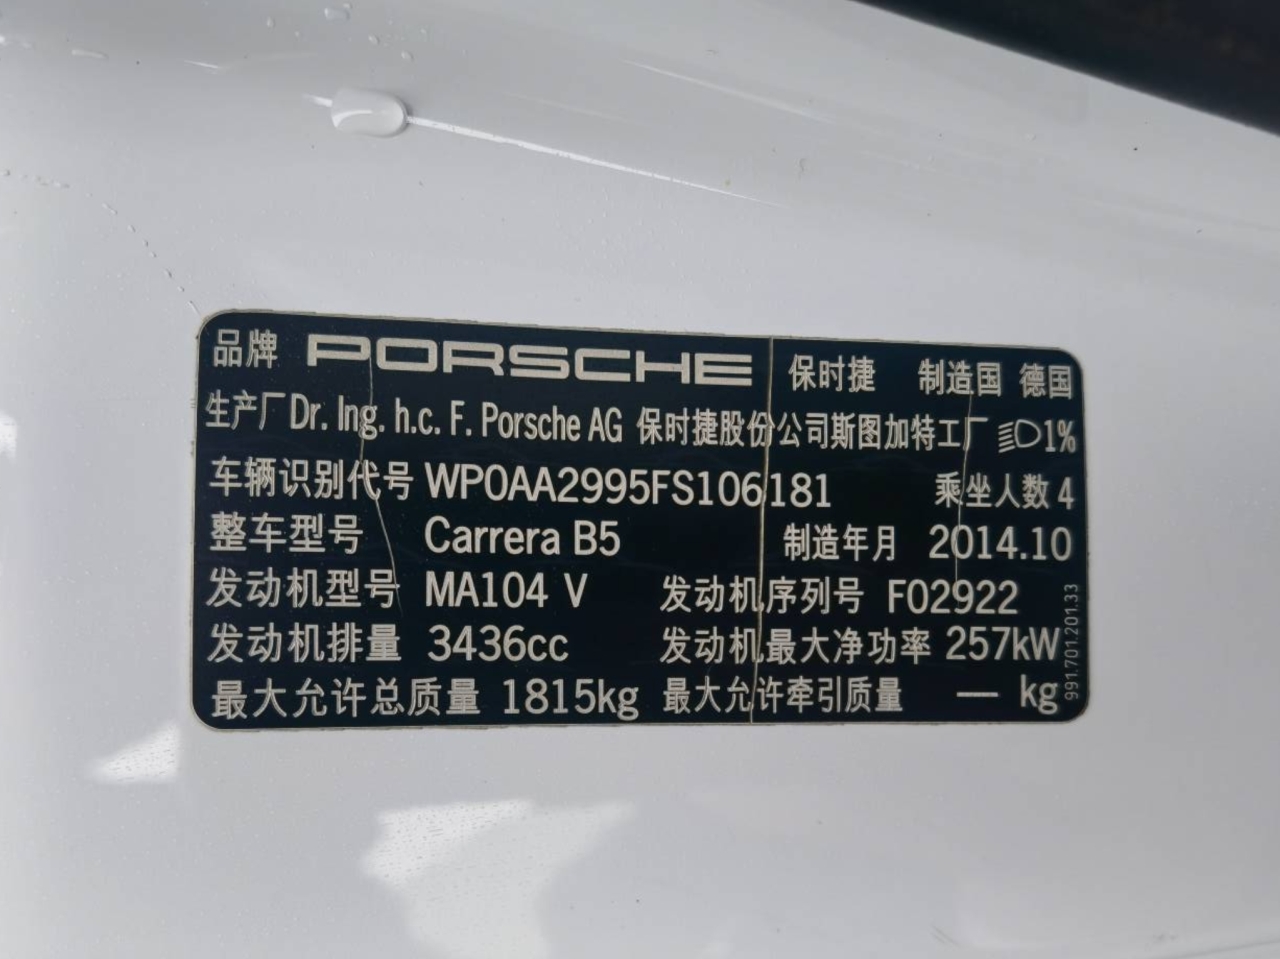 品牌 PORSCHE 保时捷 制造国 德国
生产厂 Dr. Ing. h.c. F. Porsche AG 保时捷股份公司斯图加特工厂 1%
车辆识别代号 WP0AA2995FS106181 乘坐人数 4
整车型号 Carrera B5 制造年月 2014.10
发动机型号 MA104 V 发动机序列号 F02922
发动机排量 3436cc 发动机最大净功率 257kW
最大允许总质量 1815kg 最大允许牵引质量 — kg
991.701.201.33